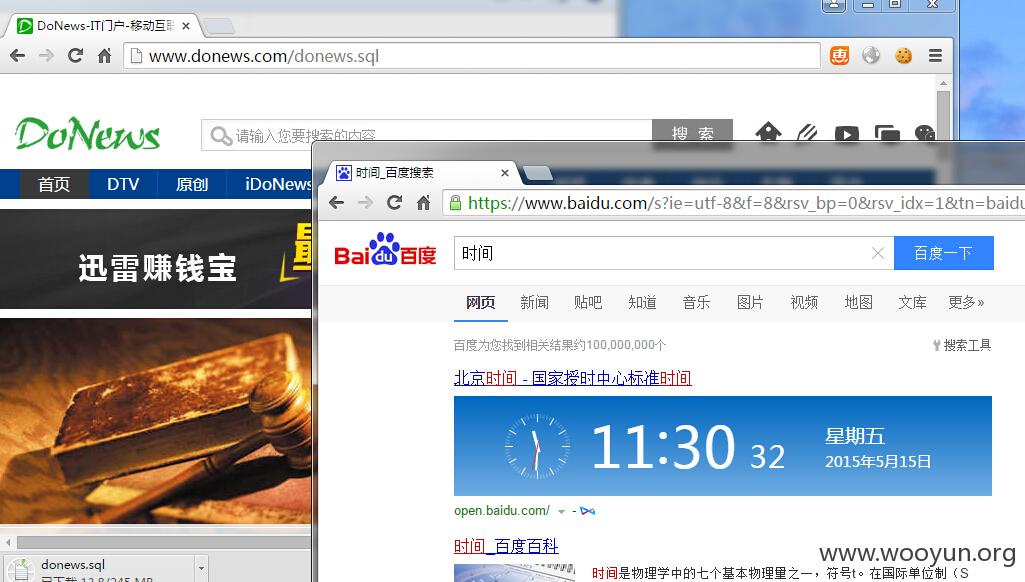 DoNews-IT门户-移动互联
www.donews.com/donews.sql
DoNews
请输入您要搜索的内容
搜 索
首页
DTV
原创
iDoNews
迅雷赚钱宝
时间_百度搜索
https://www.baidu.com/s?ie=utf-8&f=8&rsv_bp=0&rsv_idx=1&tn=baidu
Bai du 百度
时间
百度一下
网页
新闻
贴吧
知道
音乐
图片
视频
地图
文库
更多»
百度为您找到相关结果约100,000,000个
搜索工具
北京时间 - 国家授时中心标准时间
11:30 32
星期五
2015年5月15日
open.baidu.com/
时间_百度百科
时间是物理学中的七个基本物理量之一，符号t。在国际单位制（S
donews.sql
已下载 12.8/245 MB
www.wooyun.org